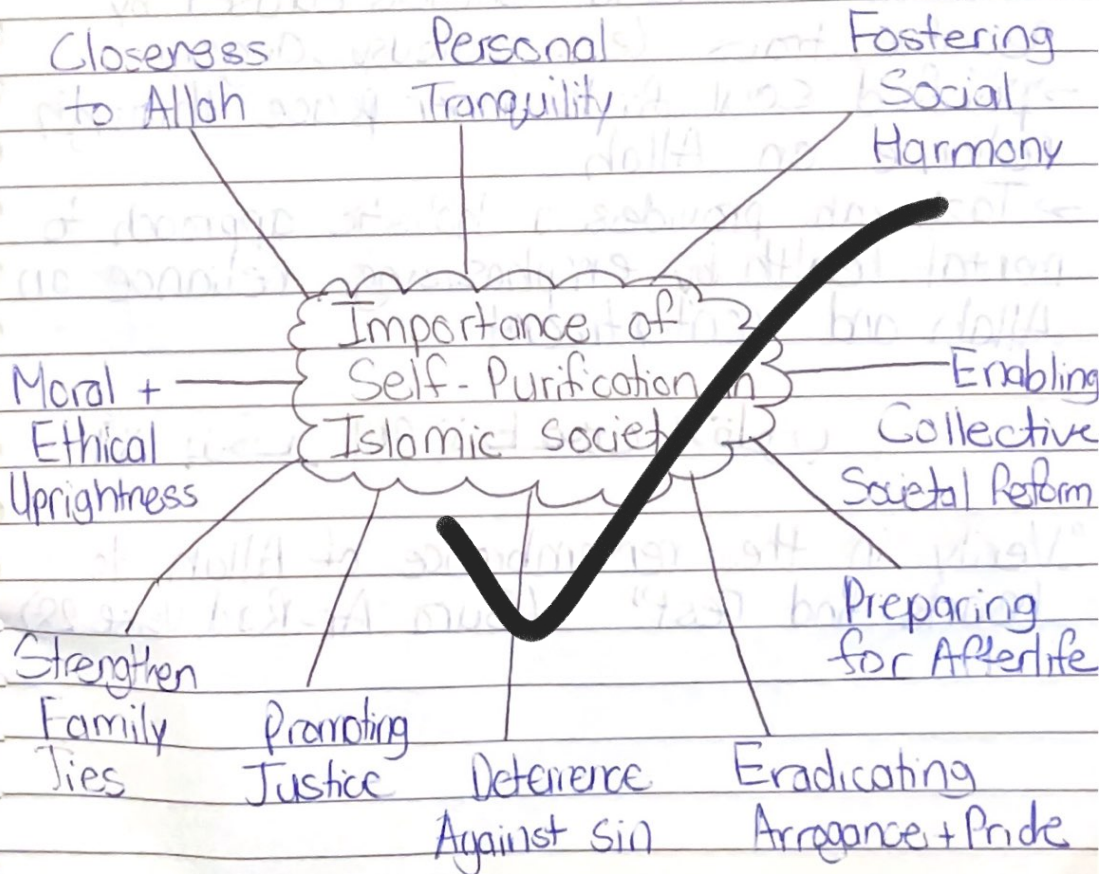 Closeness
to Allah
Personal
Tranquility
Fostering
Social
Harmony
Importance of
Self-Purification in
Islamic Society
Moral +
Ethical
Uprightness
Enabling
Collective
Societal Reform
Preparing
for Afterlife
Strengthen
Family
Ties
Promoting
Justice
Deterrence
Against Sin
Eradicating
Arrogance + Pride